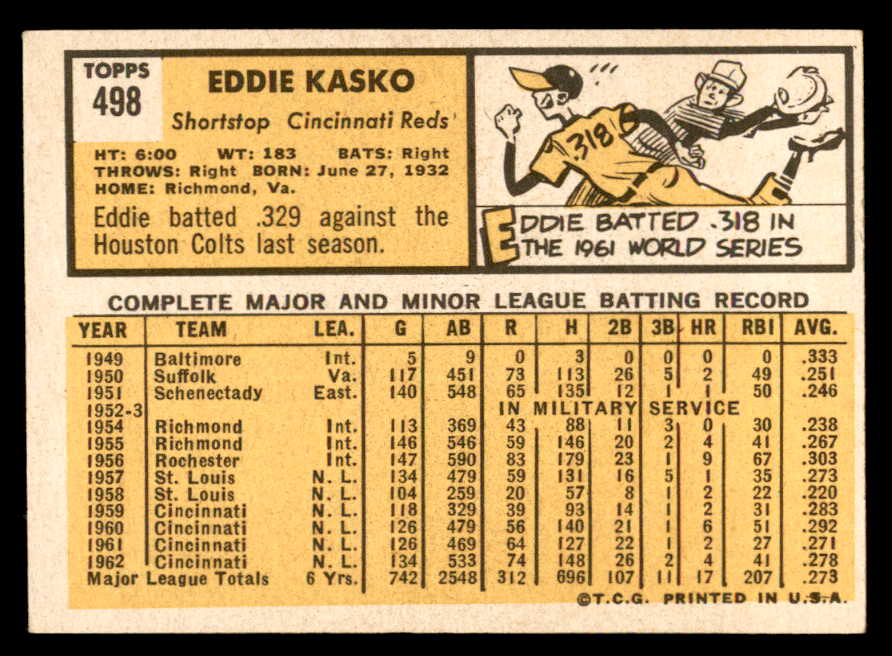 TOPPS
498
EDDIE KASKO
Shortstop Cincinnati Reds
HT: 6:00 WT: 183 BATS: Right
THROWS: Right BORN: June 27, 1932
HOME: Richmond, Va.
Eddie batted .329 against the
Houston Colts last season.
.318
EDDIE BATTED .318 IN
THE 1961 WORLD SERIES
COMPLETE MAJOR AND MINOR LEAGUE BATTING RECORD
YEAR TEAM LEA. G AB R H 2B 3B HR RBI AVG.
1949 Baltimore Int. 5 9 0 3 0 0 0 0 .333
1950 Suffolk Va. 117 451 73 113 26 5 2 49 .251
1951 Schenectady East. 140 548 65 135 12 1 1 50 .246
1952-3 IN MILITARY SERVICE
1954 Richmond Int. 113 369 43 88 11 3 0 30 .238
1955 Richmond Int. 146 546 59 146 20 2 4 41 .267
1956 Rochester Int. 147 590 83 179 23 1 9 67 .303
1957 St. Louis N. L. 134 479 59 131 16 5 1 35 .273
1958 St. Louis N. L. 104 259 20 57 8 1 2 22 .220
1959 Cincinnati N. L. 118 329 39 93 14 1 2 31 .283
1960 Cincinnati N. L. 126 479 56 140 21 1 6 51 .292
1961 Cincinnati N. L. 126 469 64 127 22 1 2 27 .271
1962 Cincinnati N. L. 134 533 74 148 26 2 4 41 .278
Major League Totals 6 Yrs. 742 2548 312 696 107 11 17 207 .273
©T.C.G. PRINTED IN U.S.A.